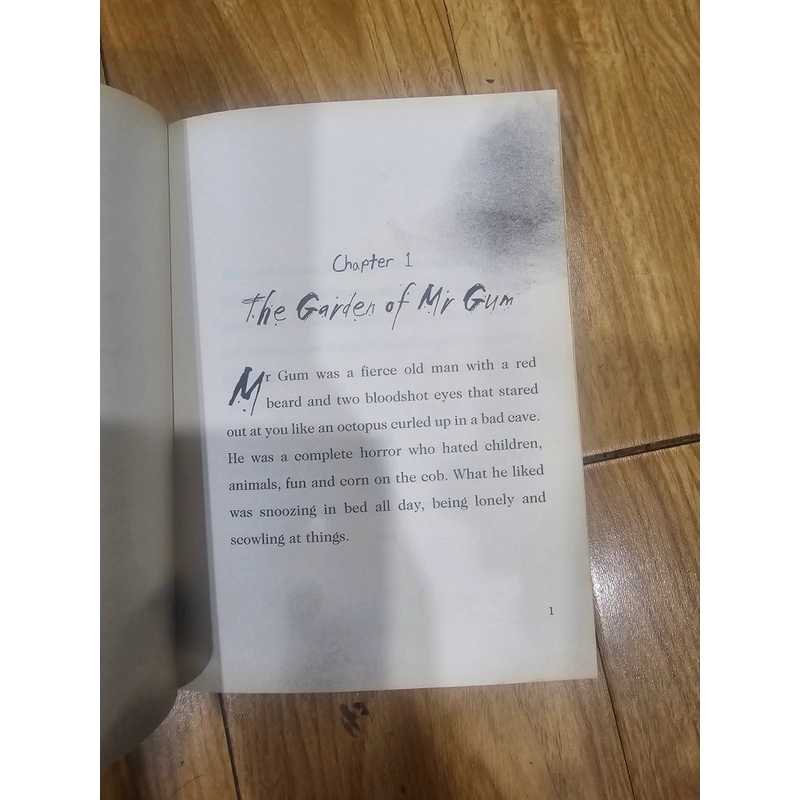 Chapter 1
The Garden of Mr Gum
Mr Gum was a fierce old man with a red
beard and two bloodshot eyes that stared
out at you like an octopus curled up in a bad cave.
He was a complete horror who hated children,
animals, fun and corn on the cob. What he liked
was snoozing in bed all day, being lonely and
scowling at things.
1